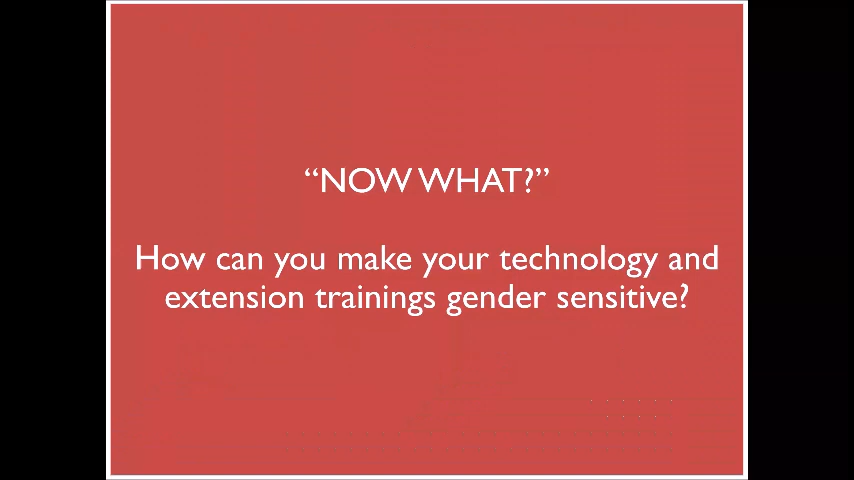 “NOW WHAT?”
How can you make your technology and
extension trainings gender sensitive?